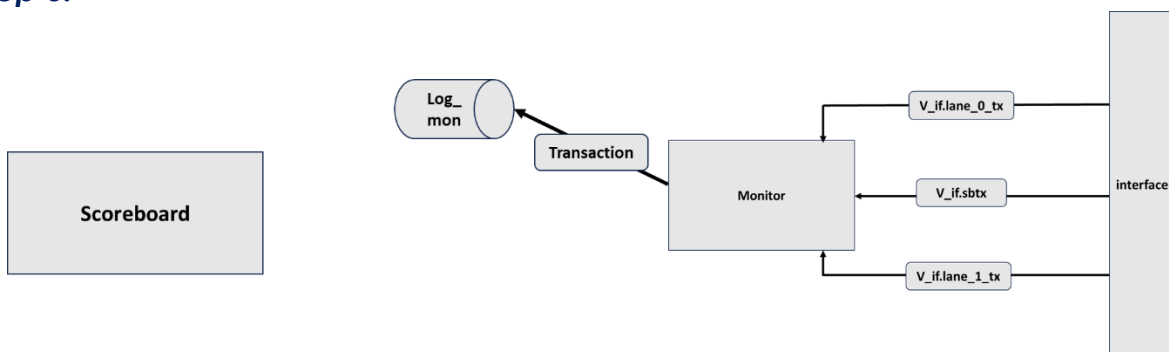 V_if.lane_0_tx
Log_
mon
Transaction
Scoreboard
Monitor
V_if.sbtx
interface
V_if.lane_1_tx